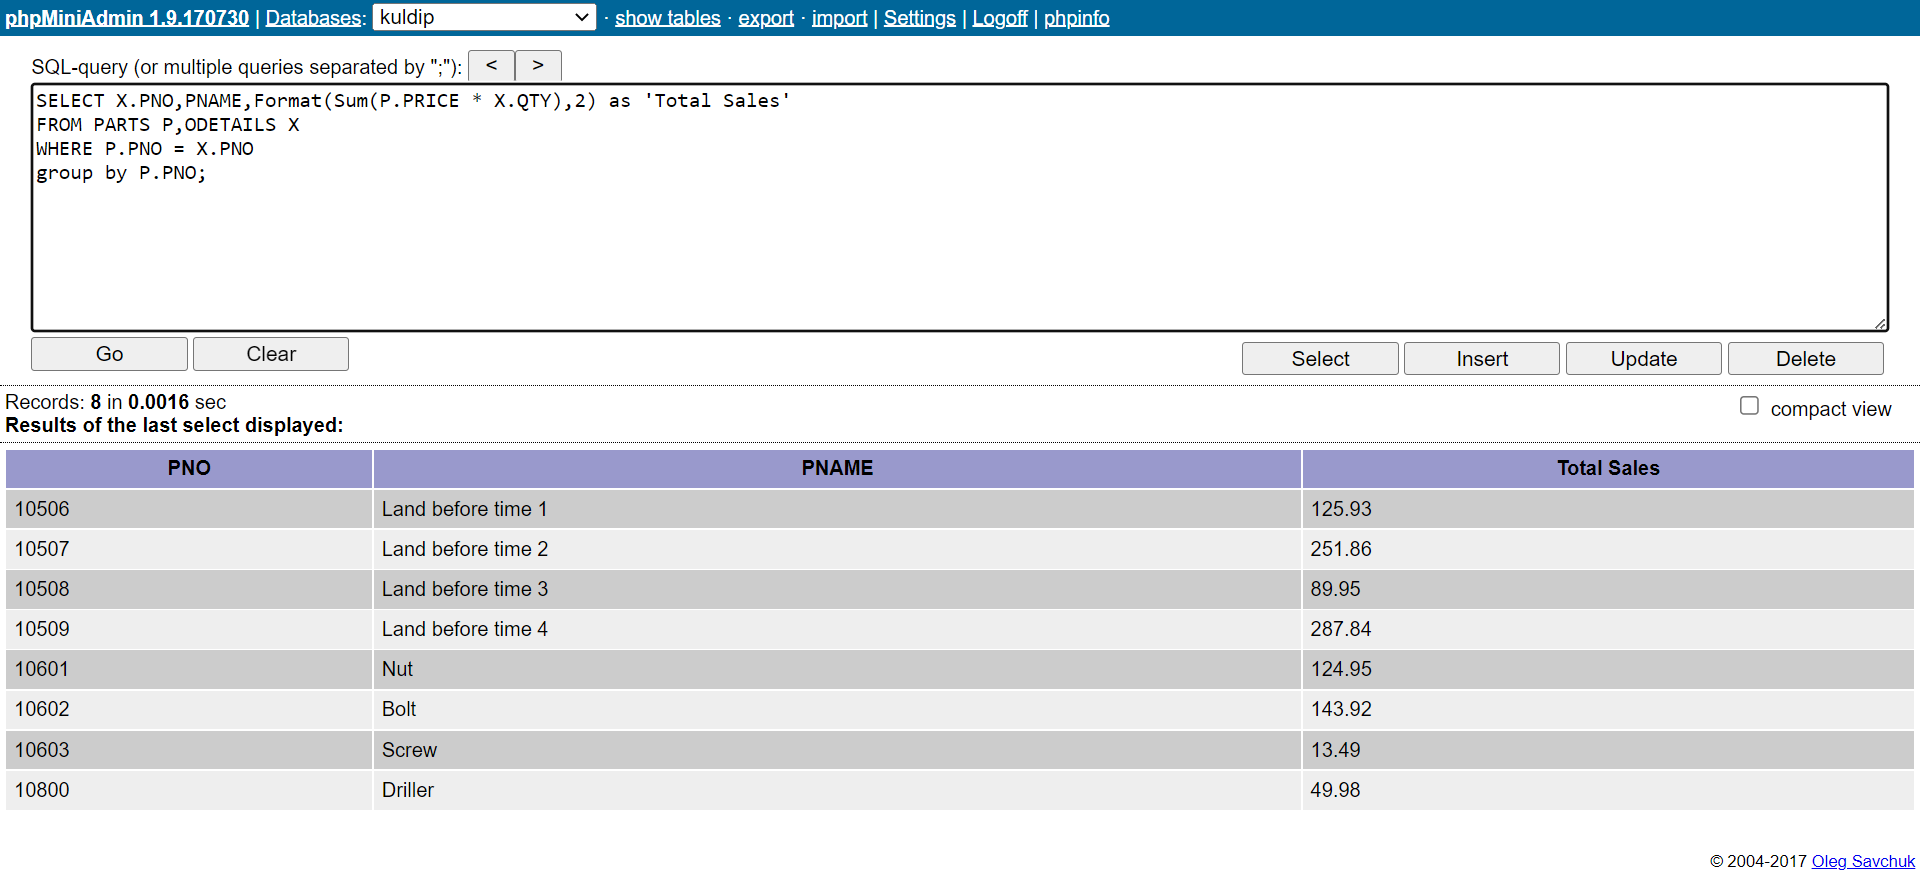 phpMiniAdmin 1.9.170730 | Databases: kuldip · show tables · export · import | Settings | Logoff | phpinfo
SQL-query (or multiple queries separated by ";"): < >
SELECT X.PNO,PNAME,Format(Sum(P.PRICE * X.QTY),2) as 'Total Sales'
FROM PARTS P,ODETAILS X
WHERE P.PNO = X.PNO
group by P.PNO;
Go Clear Select Insert Update Delete
Records: 8 in 0.0016 sec
compact view
Results of the last select displayed:
PNO PNAME Total Sales
10506 Land before time 1 125.93
10507 Land before time 2 251.86
10508 Land before time 3 89.95
10509 Land before time 4 287.84
10601 Nut 124.95
10602 Bolt 143.92
10603 Screw 13.49
10800 Driller 49.98
© 2004-2017 Oleg Savchuk